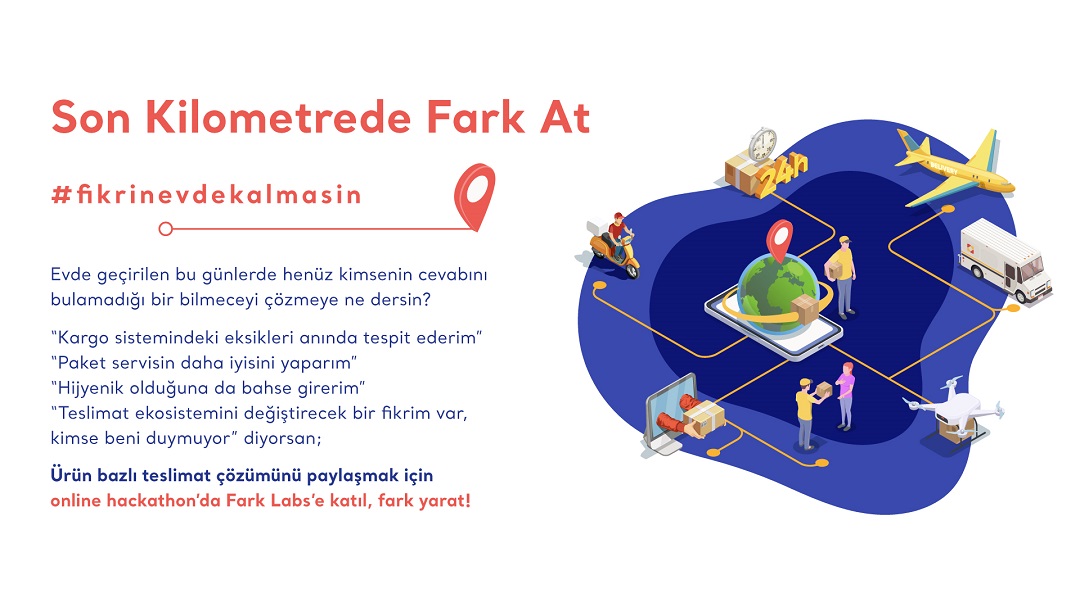 Son Kilometrede Fark At
#fikrinevdekalmasin
Evde geçirilen bu günlerde henüz kimsenin cevabını
bulamadığı bir bilmeceyi çözmeye ne dersin?
“Kargo sistemindeki eksikleri anında tespit ederim”
“Paket servisin daha iyisini yaparım”
“Hijyenik olduğuna da bahse girerim”
“Teslimat ekosistemini değiştirecek bir fikrim var,
kimse beni duymuyor” diyorsan;
Ürün bazlı teslimat çözümünü paylaşmak için
online hackathon’da Fark Labs’e katıl, fark yarat!
24h
DELIVERY